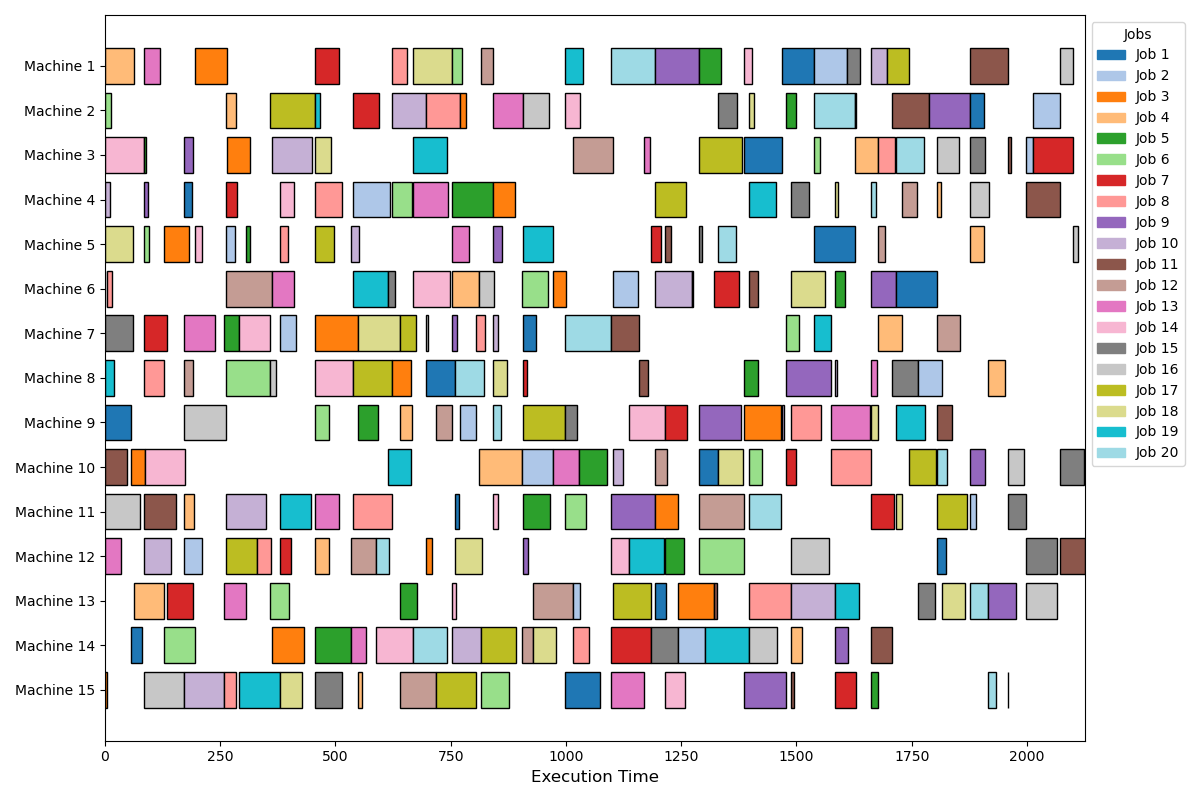 Machine 1
Machine 2
Machine 3
Machine 4
Machine 5
Machine 6
Machine 7
Machine 8
Machine 9
Machine 10
Machine 11
Machine 12
Machine 13
Machine 14
Machine 15
0 250 500 750 1000 1250 1500 1750 2000
Execution Time
Jobs
Job 1
Job 2
Job 3
Job 4
Job 5
Job 6
Job 7
Job 8
Job 9
Job 10
Job 11
Job 12
Job 13
Job 14
Job 15
Job 16
Job 17
Job 18
Job 19
Job 20